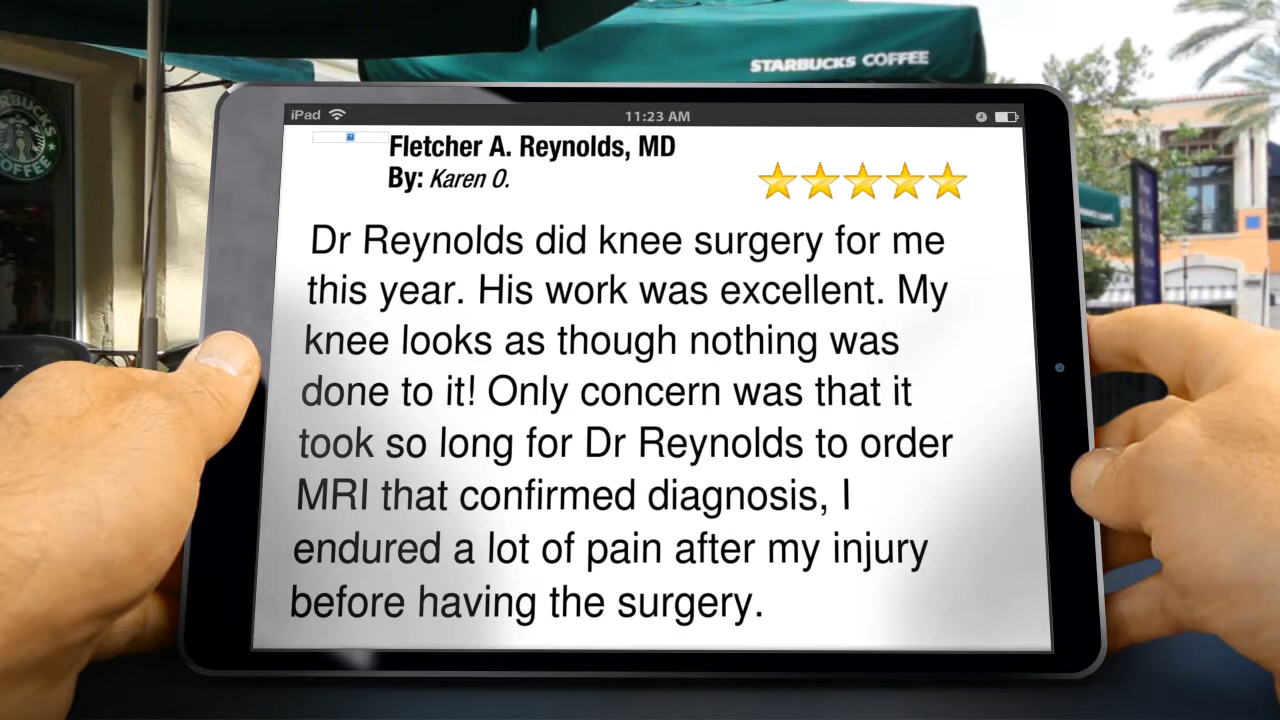 STARBUCKS COFFEE
RBUCKS
OFFEE
iPad 11:23 AM
Fletcher A. Reynolds, MD
By: Karen O.
Dr Reynolds did knee surgery for me
this year. His work was excellent. My
knee looks as though nothing was
done to it! Only concern was that it
took so long for Dr Reynolds to order
MRI that confirmed diagnosis, I
endured a lot of pain after my injury
before having the surgery.